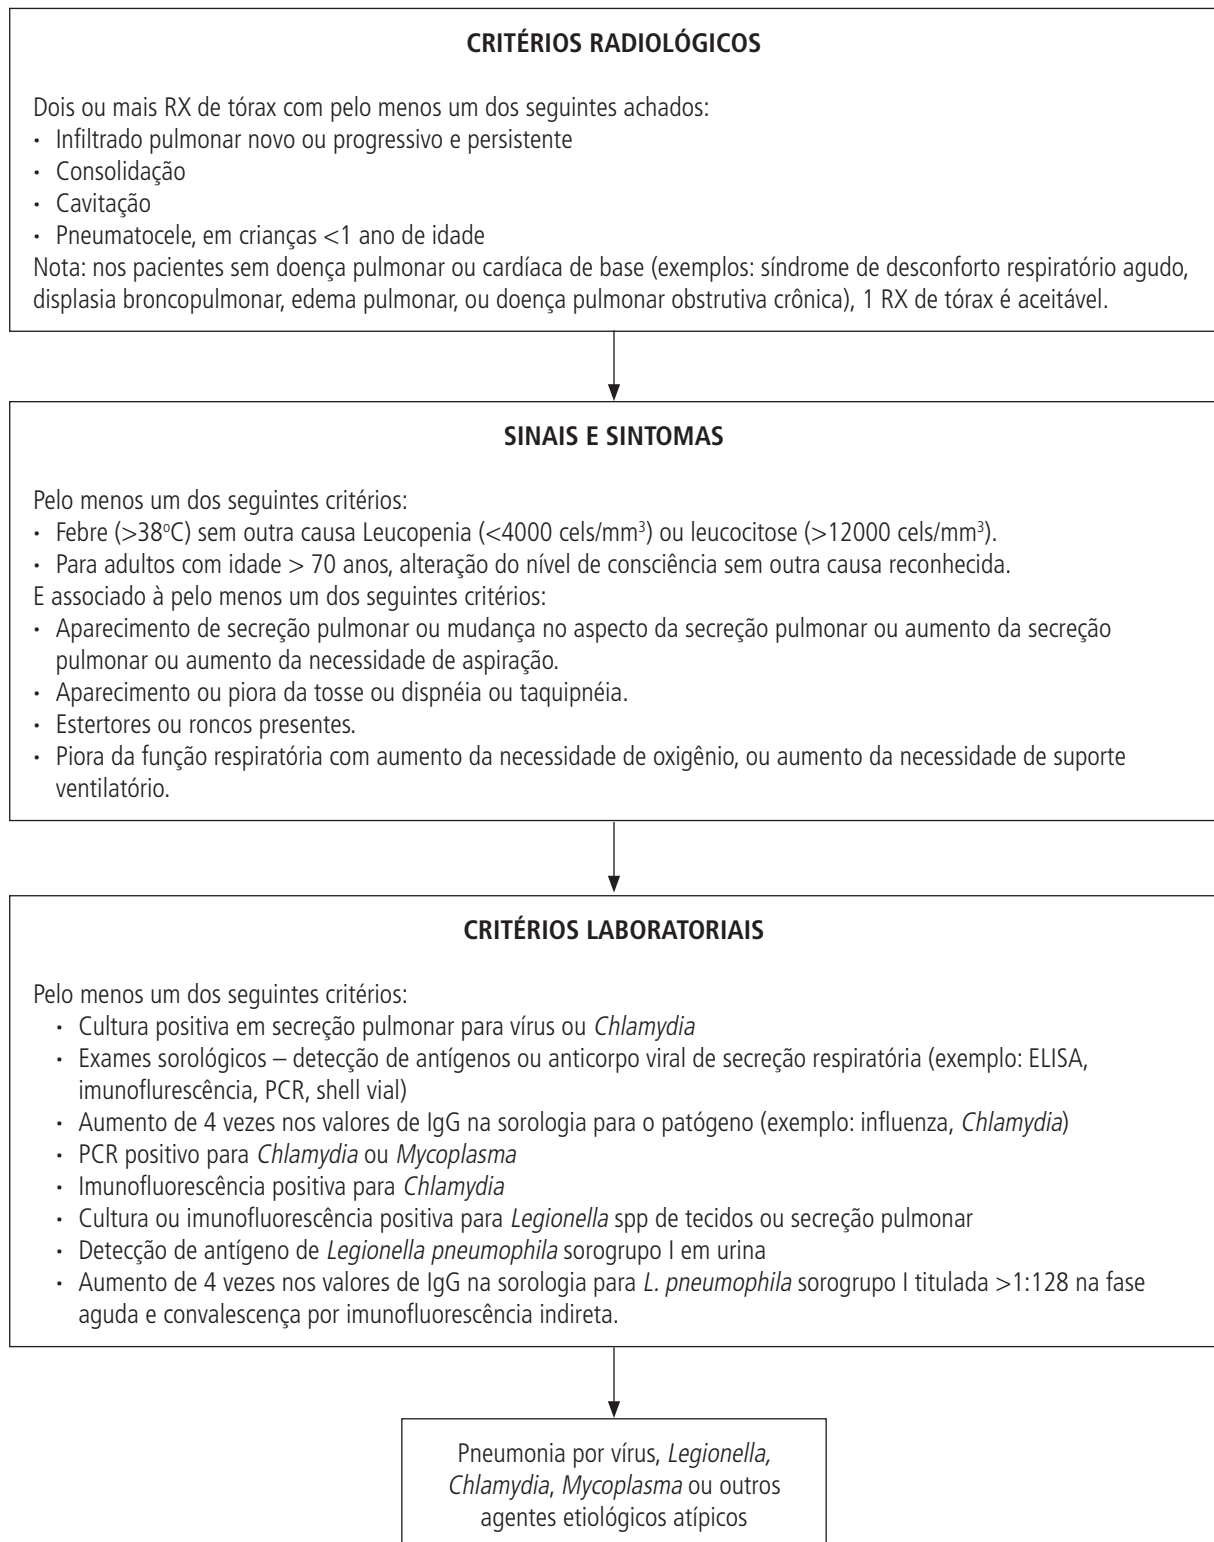 CRITÉRIOS RADIOLÓGICOS
Dois ou mais RX de tórax com pelo menos um dos seguintes achados:
• Infiltrado pulmonar novo ou progressivo e persistente
• Consolidação
• Cavitação
• Pneumatocele, em crianças <1 ano de idade
Nota: nos pacientes sem doença pulmonar ou cardíaca de base (exemplos: síndrome de desconforto respiratório agudo,
displasia broncopulmonar, edema pulmonar, ou doença pulmonar obstrutiva crônica), 1 RX de tórax é aceitável.
SINAIS E SINTOMAS
Pelo menos um dos seguintes critérios:
• Febre (>38ºC) sem outra causa Leucopenia (<4000 cels/mm³) ou leucocitose (>12000 cels/mm³).
• Para adultos com idade > 70 anos, alteração do nível de consciência sem outra causa reconhecida.
E associado à pelo menos um dos seguintes critérios:
• Aparecimento de secreção pulmonar ou mudança no aspecto da secreção pulmonar ou aumento da secreção
pulmonar ou aumento da necessidade de aspiração.
• Aparecimento ou piora da tosse ou dispnéia ou taquipnéia.
• Estertores ou roncos presentes.
• Piora da função respiratória com aumento da necessidade de oxigênio, ou aumento da necessidade de suporte
ventilatório.
CRITÉRIOS LABORATORIAIS
Pelo menos um dos seguintes critérios:
• Cultura positiva em secreção pulmonar para vírus ou Chlamydia
• Exames sorológicos – detecção de antígenos ou anticorpo viral de secreção respiratória (exemplo: ELISA,
imunoflurescência, PCR, shell vial)
• Aumento de 4 vezes nos valores de IgG na sorologia para o patógeno (exemplo: influenza, Chlamydia)
• PCR positivo para Chlamydia ou Mycoplasma
• Imunofluorescência positiva para Chlamydia
• Cultura ou imunofluorescência positiva para Legionella spp de tecidos ou secreção pulmonar
• Detecção de antígeno de Legionella pneumophila sorogrupo I em urina
• Aumento de 4 vezes nos valores de IgG na sorologia para L. pneumophila sorogrupo I titulada >1:128 na fase
aguda e convalescença por imunofluorescência indireta.
Pneumonia por vírus, Legionella,
Chlamydia, Mycoplasma ou outros
agentes etiológicos atípicos